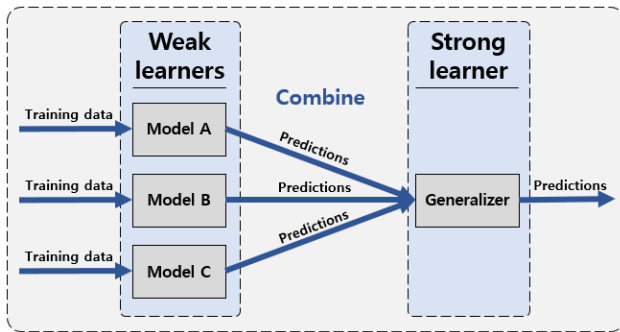 Weak
learners
Strong
learner
Combine
Training data
Model A
Predictions
Training data
Model B
Predictions
Generalizer
Predictions
Training data
Model C
Predictions